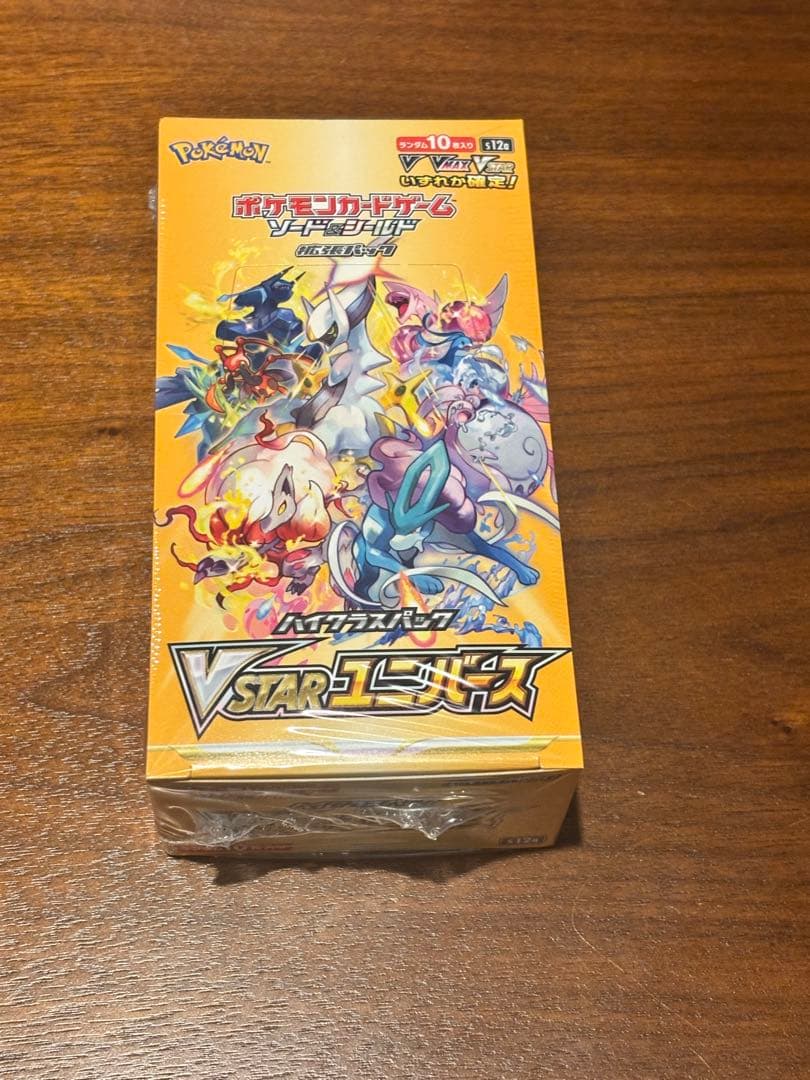 Pokémon
ランダム10枚入り s12a
V VMAX VSTAR
いずれか確定！
ポケモンカードゲーム
ソード&シールド
拡張パック
ハイクラスパック
VSTARユニバース
s12a